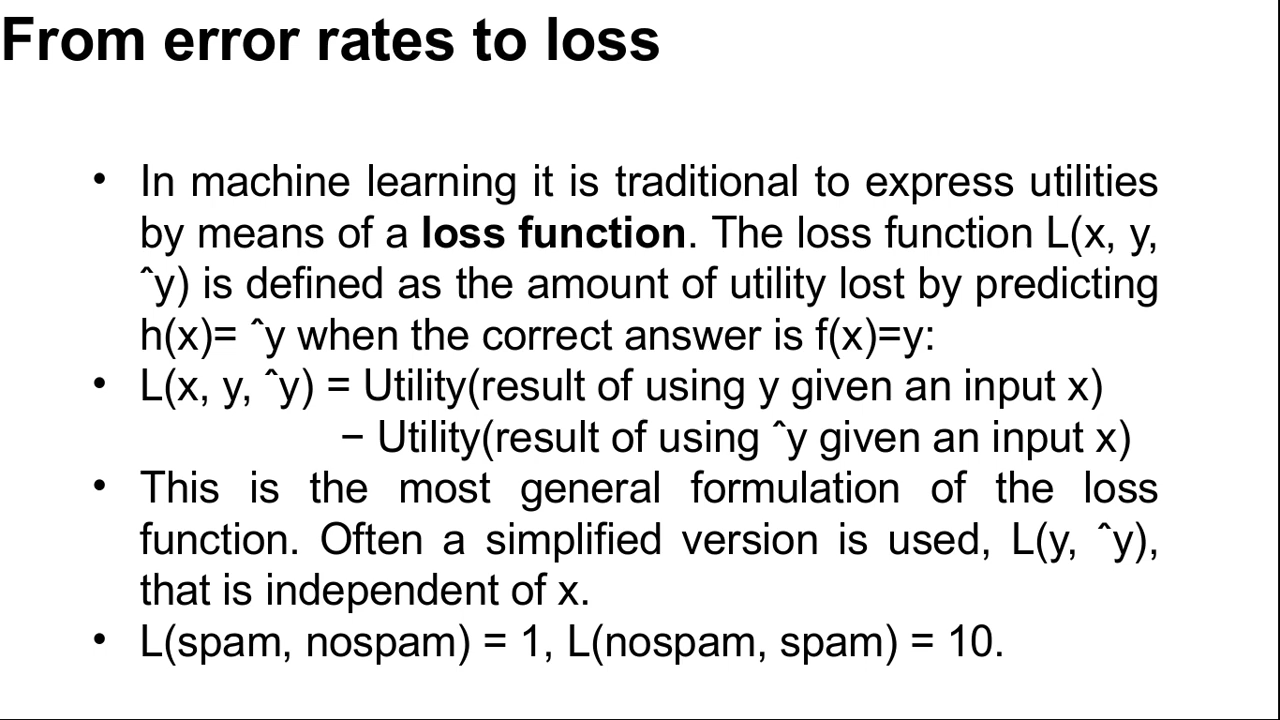 From error rates to loss
• In machine learning it is traditional to express utilities
by means of a loss function. The loss function L(x, y,
ˆy) is defined as the amount of utility lost by predicting
h(x)= ˆy when the correct answer is f(x)=y:
• L(x, y, ˆy) = Utility(result of using y given an input x)
− Utility(result of using ˆy given an input x)
• This is the most general formulation of the loss
function. Often a simplified version is used, L(y, ˆy),
that is independent of x.
• L(spam, nospam) = 1, L(nospam, spam) = 10.